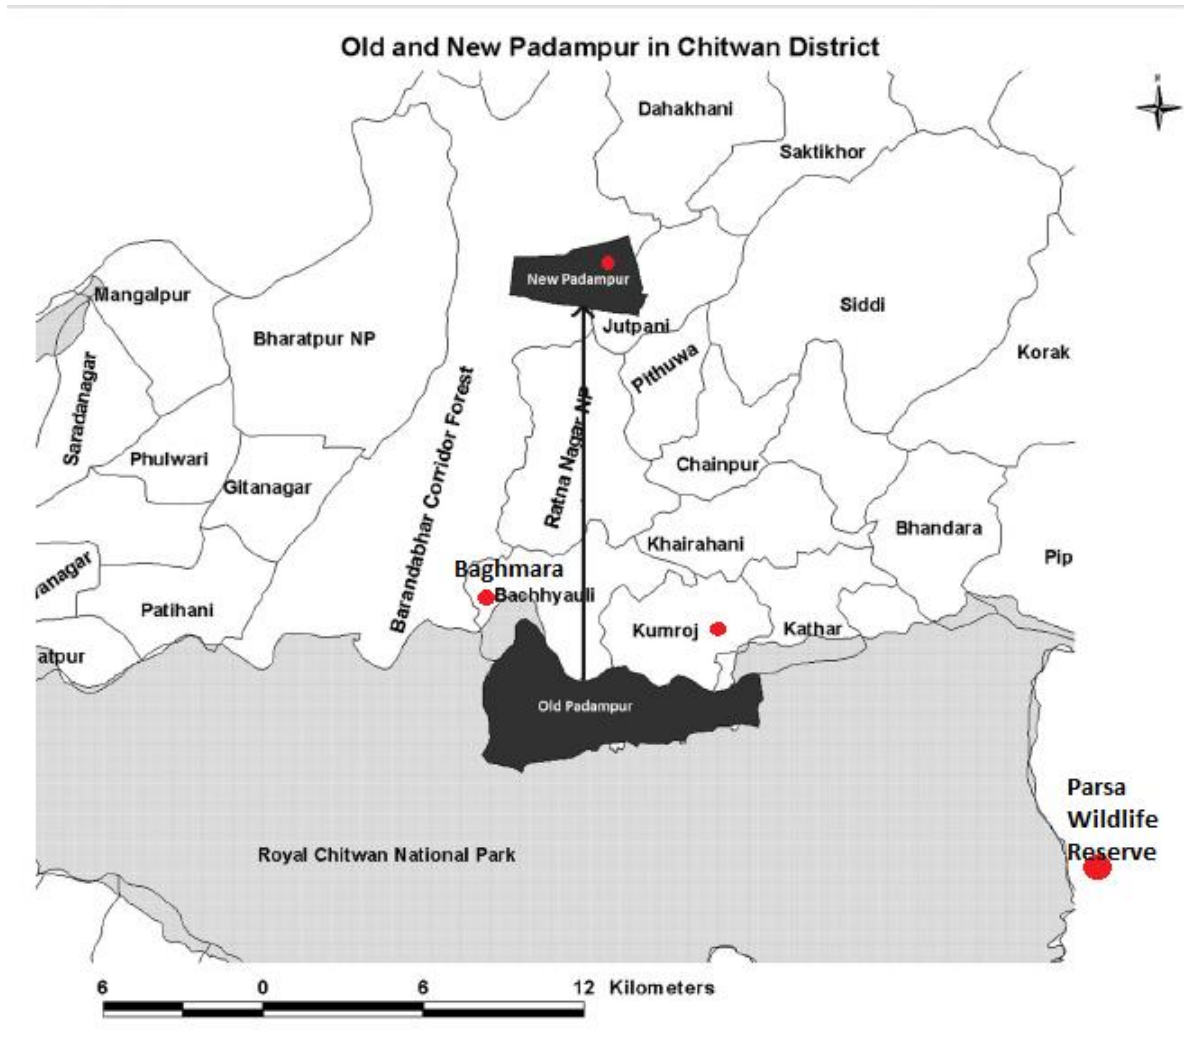 Old and New Padampur in Chitwan District
N
Dahakhani
Saktikhor
New Padampur
Mangalpur
Siddi
Jutpani
Bharatpur NP
Korak
Pithuwa
Saradanagar
Barandabhar Corridor Forest
Ratna Nagar NP
Phulwari
Chainpur
Gitanagar
Bhandara
Khairahani
Pip
Baghmara
vanagar
Bachhyauli
Patihani
Kumroj
Kathar
atpur
Old Padampur
Parsa
Wildlife
Reserve
Royal Chitwan National Park
6 0 6 12 Kilometers